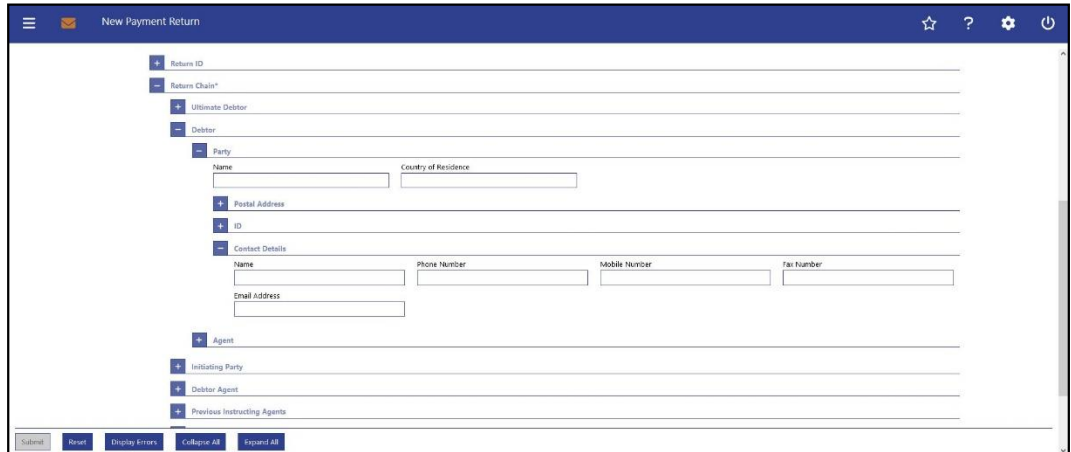 New Payment Return ?
+ Return ID
− Return Chain*
+ Ultimate Debtor
− Debtor
− Party
Name Country of Residence
+ Postal Address
+ ID
− Contact Details
Name Phone Number Mobile Number Fax Number
Email Address
+ Agent
+ Initiating Party
+ Debtor Agent
+ Previous Instructing Agents
Submit Reset Display Errors Collapse All Expand All